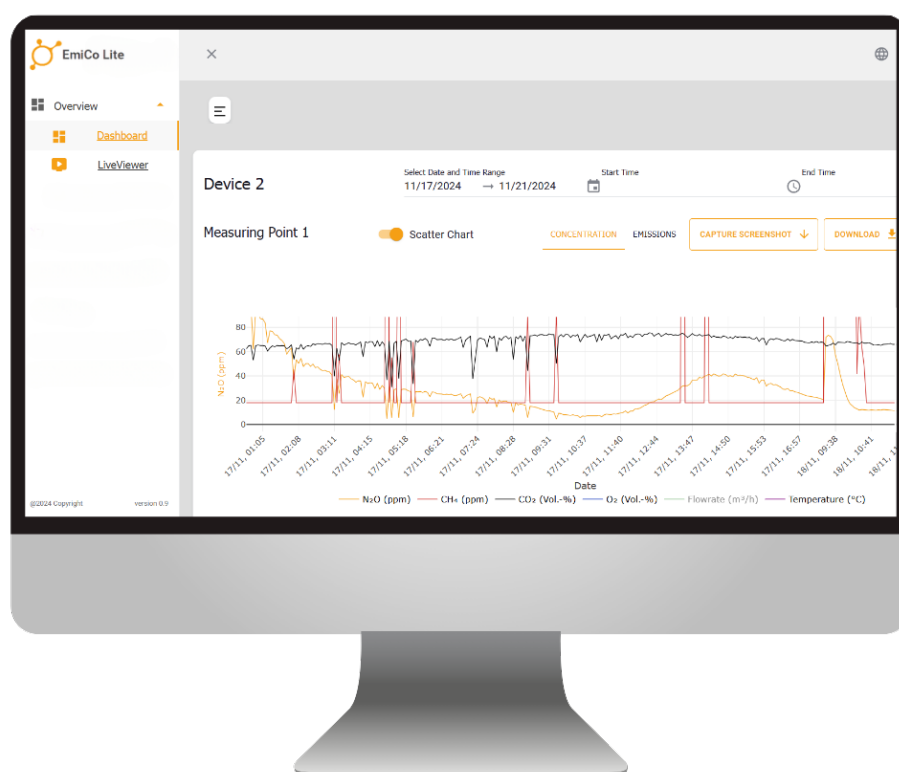 EmiCo Lite
Overview
Dashboard
LiveViewer
@2024 Copyright version 0.9
Device 2
Select Date and Time Range
11/17/2024 → 11/21/2024
Start Time
End Time
Measuring Point 1
Scatter Chart
CONCENTRATION EMISSIONS
CAPTURE SCREENSHOT
DOWNLOAD
N₂O (ppm)
80
60
40
20
0
17/11, 01:05
17/11, 02:08
17/11, 03:11
17/11, 04:15
17/11, 05:18
17/11, 06:21
17/11, 07:24
17/11, 08:28
17/11, 09:31
17/11, 10:37
17/11, 11:40
17/11, 12:44
17/11, 13:47
17/11, 14:50
17/11, 15:53
17/11, 16:57
18/11, 09:38
18/11, 10:41
Date
N₂O (ppm) CH₄ (ppm) CO₂ (Vol.-%) O₂ (Vol.-%) Flowrate (m³/h) Temperature (°C)